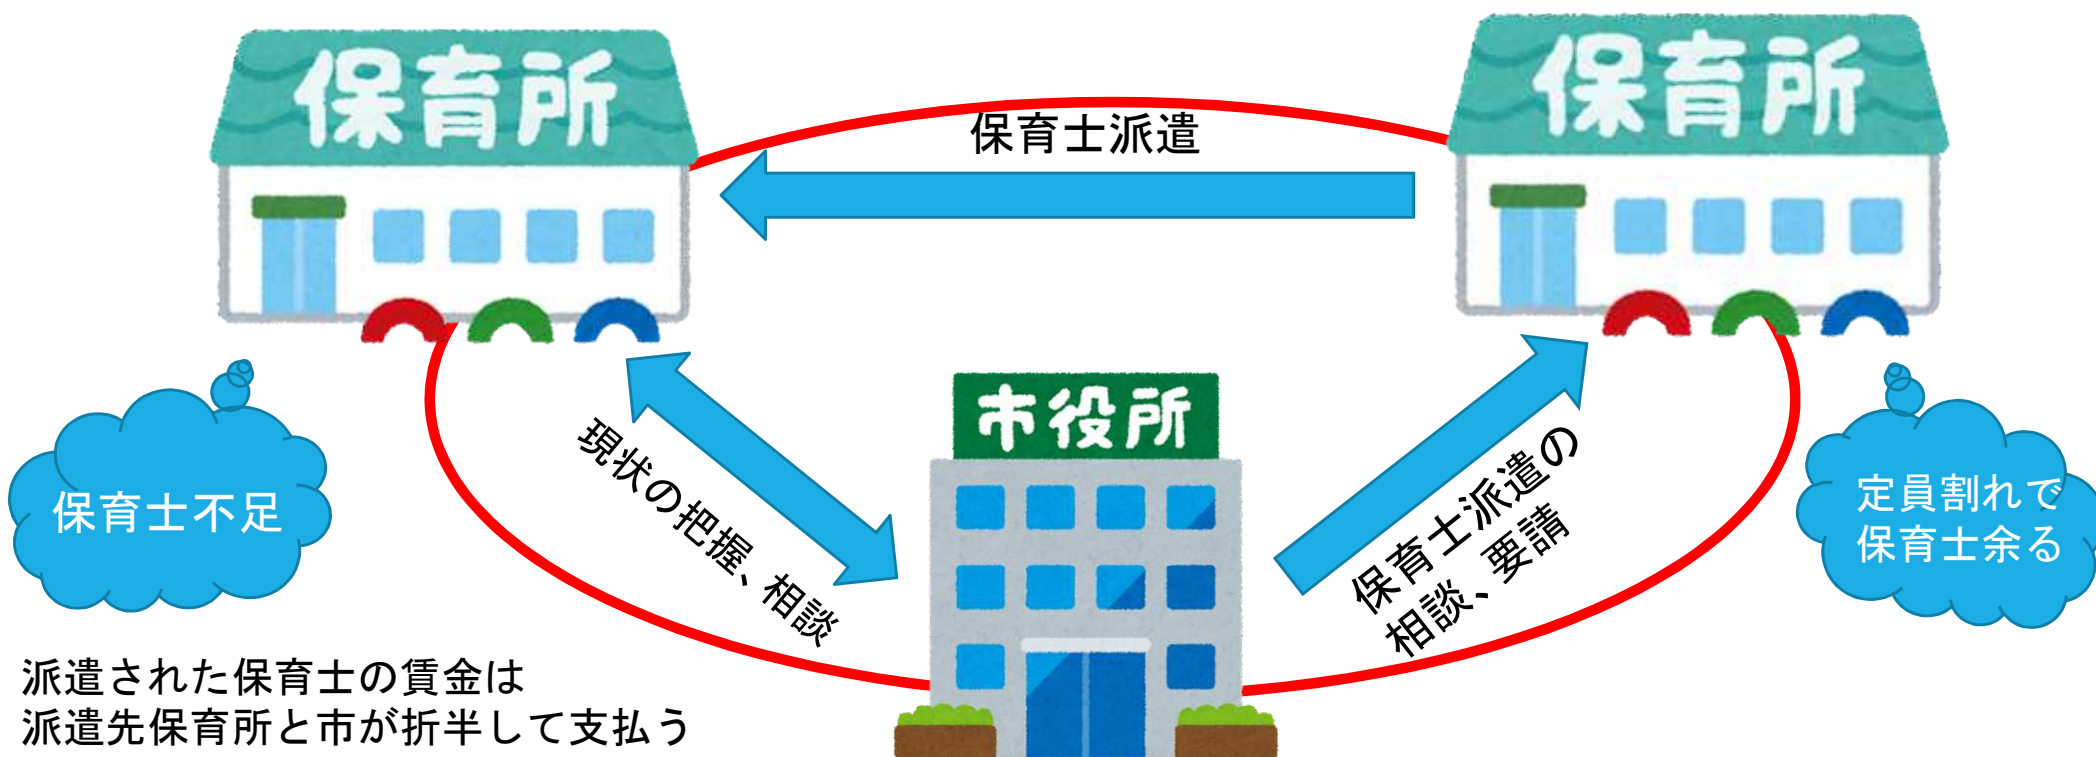 保育所
保育所
保育士派遣
市役所
現状の把握、相談
保育士派遣の
相談、要請
保育士不足
定員割れで
保育士余る
派遣された保育士の賃金は
派遣先保育所と市が折半して支払う